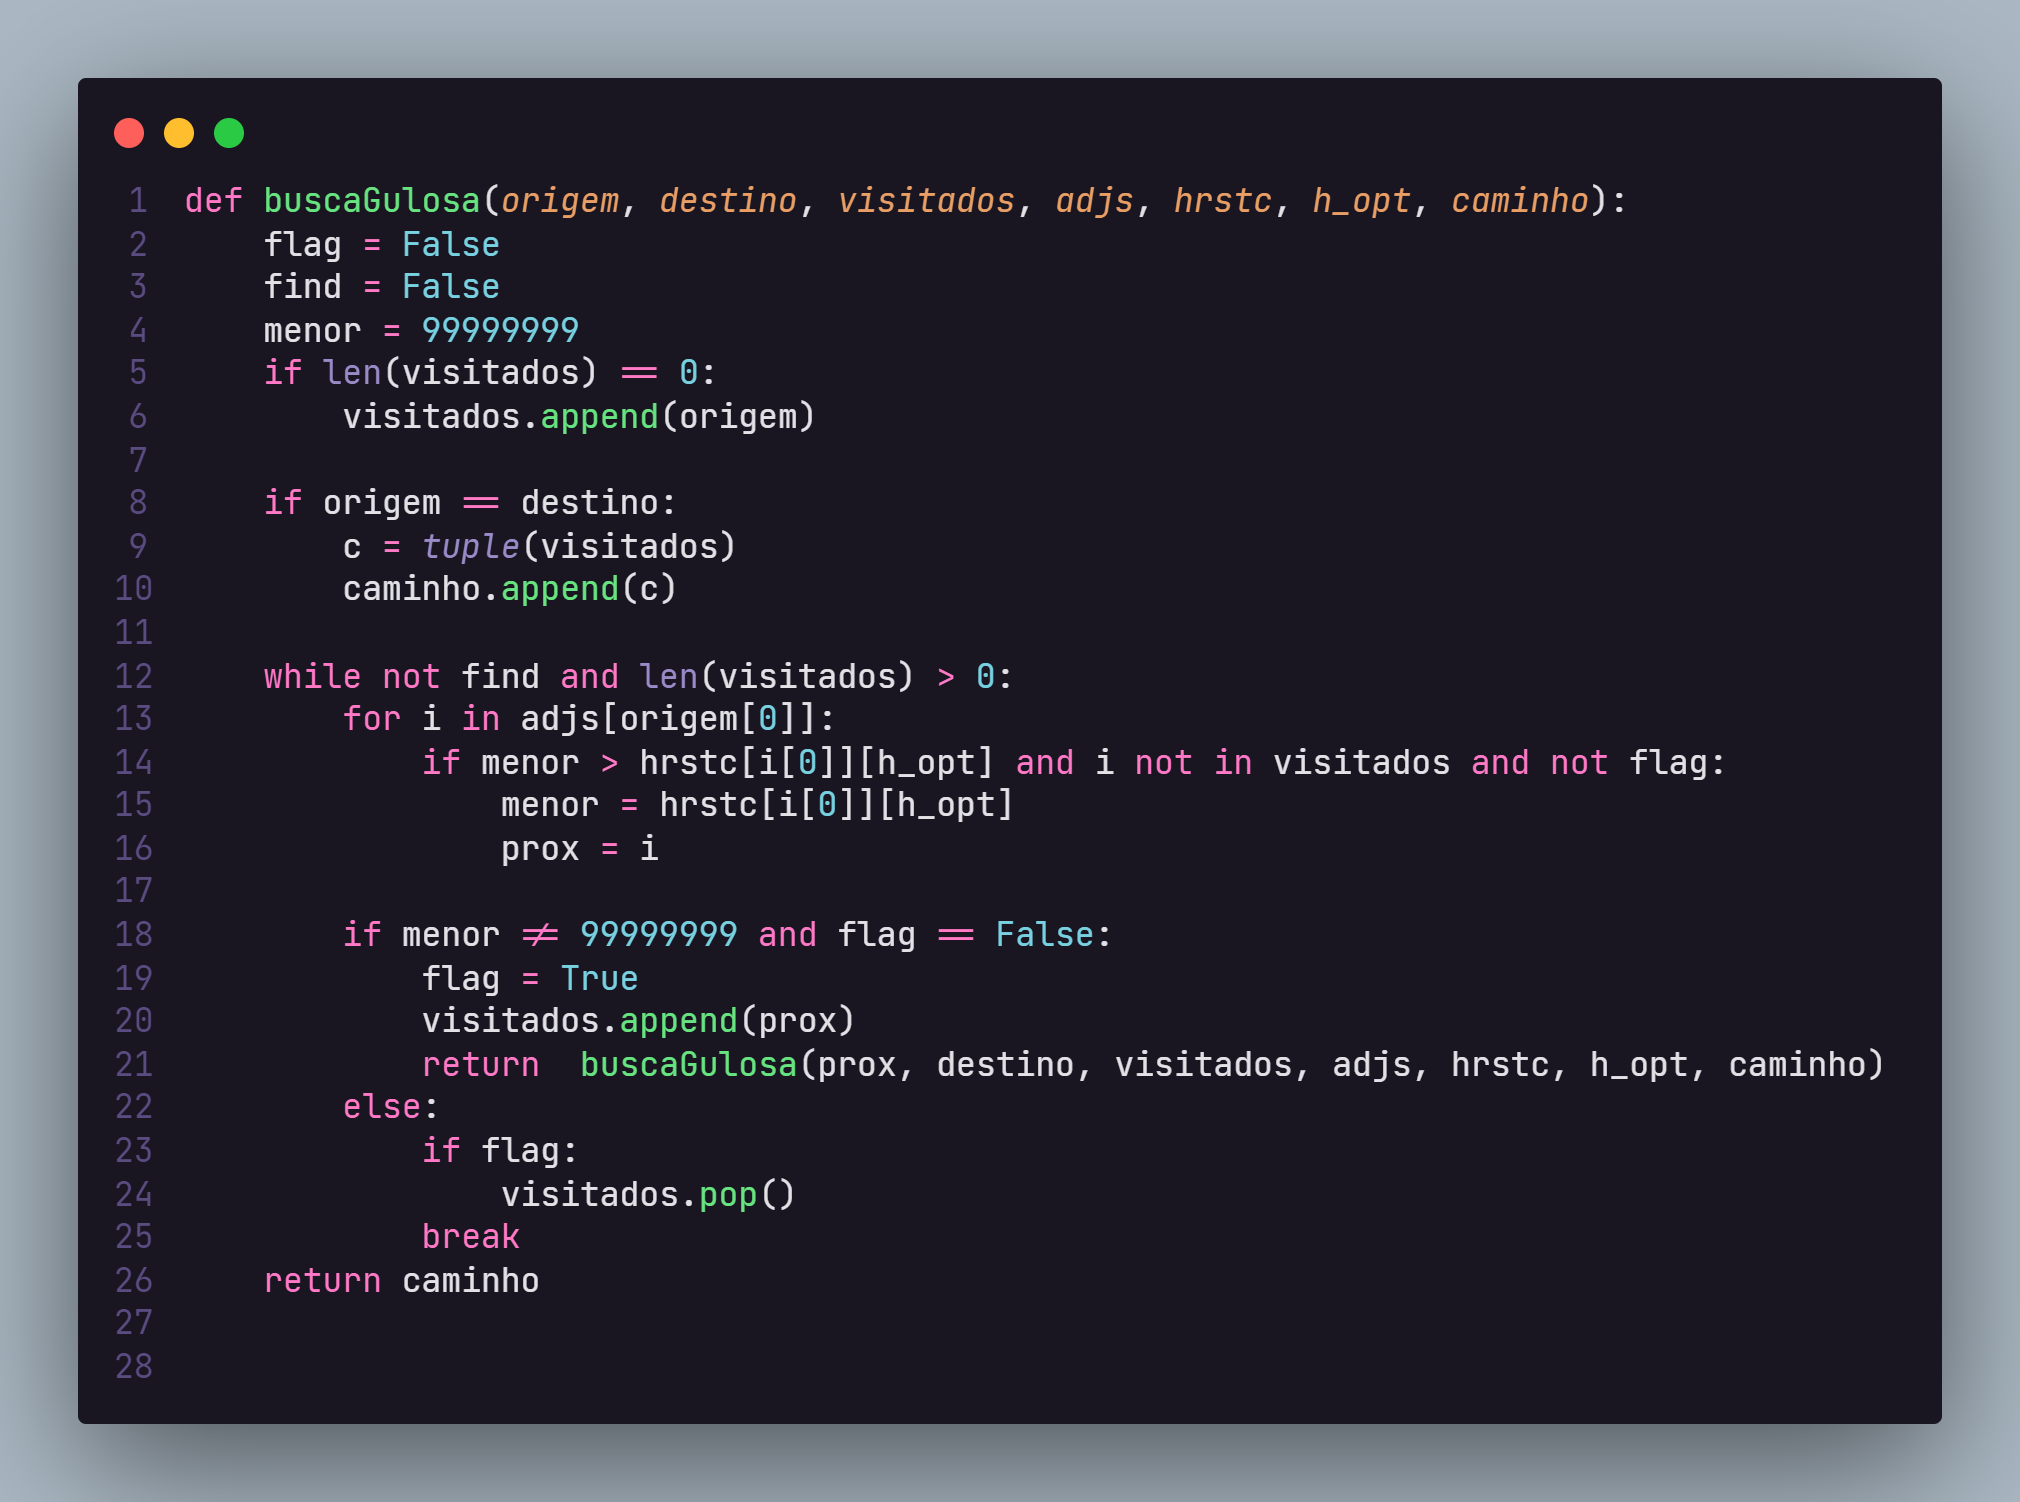 1 def buscaGulosa(origem, destino, visitados, adjs, hrstc, h_opt, caminho):
2     flag = False
3     find = False
4     menor = 99999999
5     if len(visitados) == 0:
6         visitados.append(origem)
7
8     if origem == destino:
9         c = tuple(visitados)
10         caminho.append(c)
11
12     while not find and len(visitados) > 0:
13         for i in adjs[origem[0]]:
14             if menor > hrstc[i[0]][h_opt] and i not in visitados and not flag:
15                 menor = hrstc[i[0]][h_opt]
16                 prox = i
17
18         if menor != 99999999 and flag == False:
19             flag = True
20             visitados.append(prox)
21             return  buscaGulosa(prox, destino, visitados, adjs, hrstc, h_opt, caminho)
22         else:
23             if flag:
24                 visitados.pop()
25             break
26     return caminho
27
28